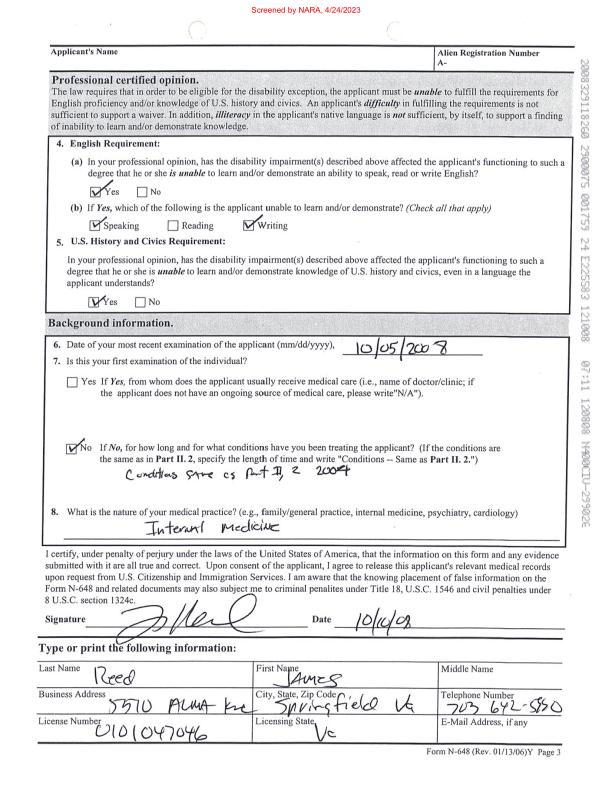 Screened by NARA, 4/24/2023
Applicant's Name
Alien Registration Number
A-
Professional certified opinion.
The law requires that in order to be eligible for the disability exception, the applicant must be unable to fulfill the requirements for
English proficiency and/or knowledge of U.S. history and civics. An applicant's difficulty in fulfilling the requirements is not
sufficient to support a waiver. In addition, illiteracy in the applicant's native language is not sufficient, by itself, to support a finding
of inability to learn and/or demonstrate knowledge.
4. English Requirement:
(a) In your professional opinion, has the disability impairment(s) described above affected the applicant's functioning to such a
degree that he or she is unable to learn and/or demonstrate an ability to speak, read or write English?
Yes No
(b) If Yes, which of the following is the applicant unable to learn and/or demonstrate? (Check all that apply)
Speaking Reading Writing
5. U.S. History and Civics Requirement:
In your professional opinion, has the disability impairment(s) described above affected the applicant's functioning to such a
degree that he or she is unable to learn and/or demonstrate knowledge of U.S. history and civics, even in a language the
applicant understands?
Yes No
Background information.
6. Date of your most recent examination of the applicant (mm/dd/yyyy), 10/05/2008
7. Is this your first examination of the individual?
Yes If Yes, from whom does the applicant usually receive medical care (i.e., name of doctor/clinic; if
the applicant does not have an ongoing source of medical care, please write"N/A").
No If No, for how long and for what conditions have you been treating the applicant? (If the conditions are
the same as in Part II. 2, specify the length of time and write "Conditions -- Same as Part II. 2.")
Conditions same as Part II, 2 2004
8. What is the nature of your medical practice? (e.g., family/general practice, internal medicine, psychiatry, cardiology)
Internal Medicine
I certify, under penalty of perjury under the laws of the United States of America, that the information on this form and any evidence
submitted with it are all true and correct. Upon consent of the applicant, I agree to release this applicant's relevant medical records
upon request from U.S. Citizenship and Immigration Services. I am aware that the knowing placement of false information on the
Form N-648 and related documents may also subject me to criminal penalites under Title 18, U.S.C. 1546 and civil penalties under
8 U.S.C. section 1324c.
Signature Date 10/10/08
Type or print the following information:
Last Name Reed
First Name JAMES
Middle Name
Business Address 5510 ALMA
City, State, Zip Code Springfield Va
Telephone Number 703 642-
License Number 0101047046
Licensing State Va
E-Mail Address, if any
Form N-648 (Rev. 01/13/06)Y Page 3
2008329118260 2900075 001759 24 E225583 121008 07:11 120808 N400CIU-29902E